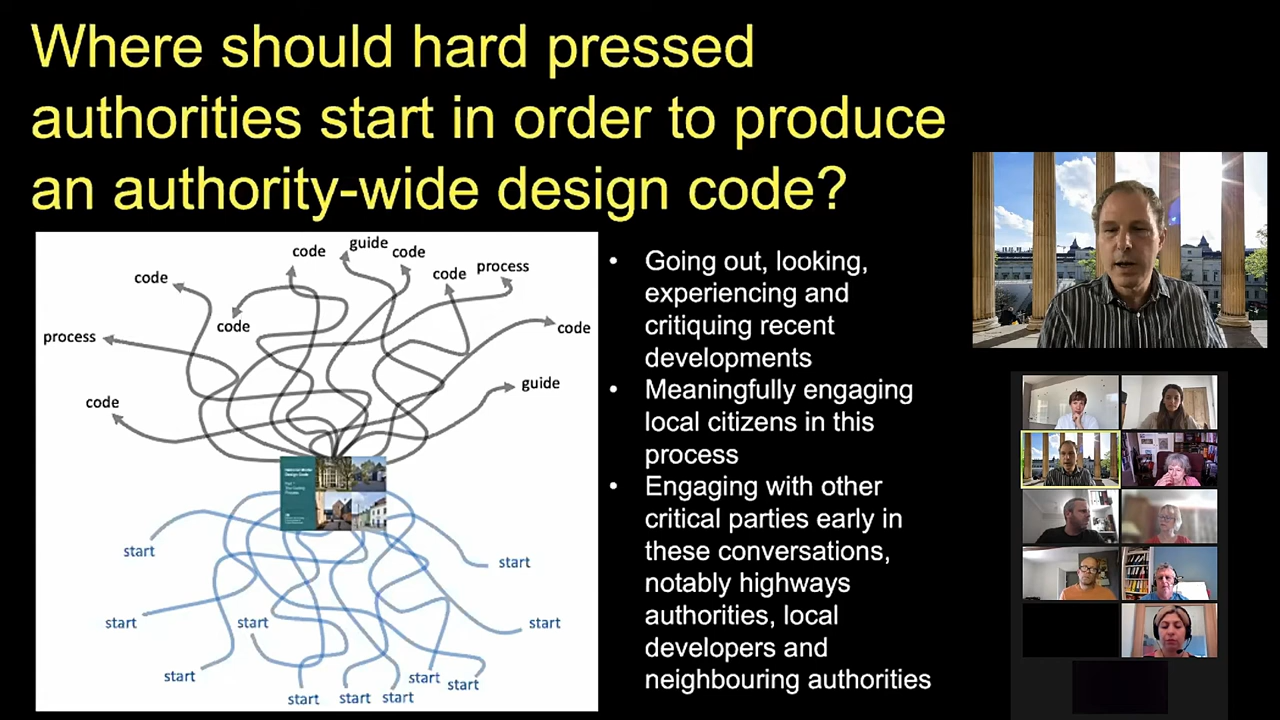 Where should hard pressed
authorities start in order to produce
an authority-wide design code?
code
guide
code
code
code
process
code
process
code
guide
code
start
start
start
start
start
start
start
start
start
start
start
• Going out, looking,
experiencing and
critiquing recent
developments
• Meaningfully engaging
local citizens in this
process
• Engaging with other
critical parties early in
these conversations,
notably highways
authorities, local
developers and
neighbouring authorities